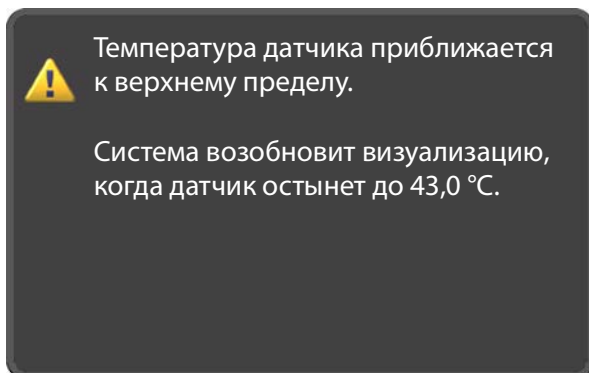 Температура датчика приближается
к верхнему пределу.
Система возобновит визуализацию,
когда датчик остынет до 43,0 °C.